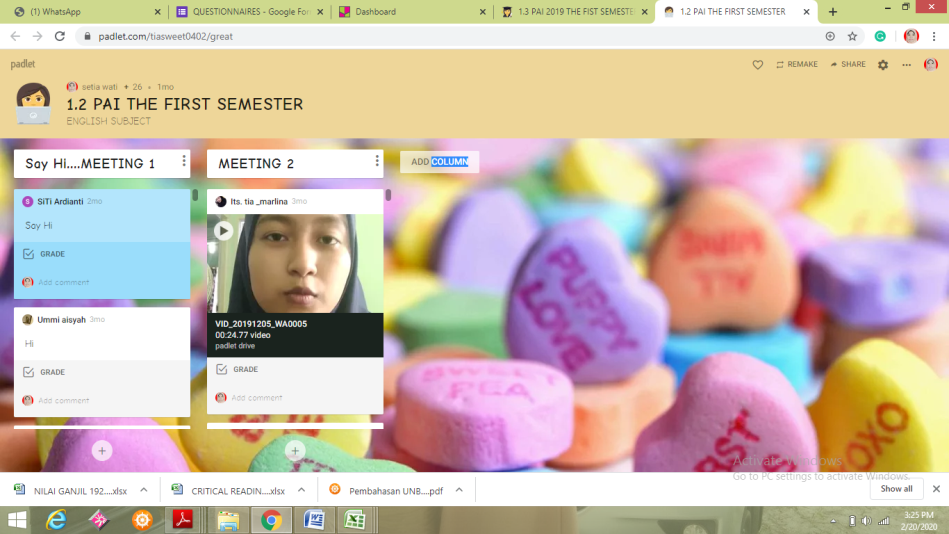 (1) WhatsApp
QUESTIONNAIRES - Google For
Dashboard
1.3 PAI 2019 THE FIST SEMESTE
1.2 PAI THE FIRST SEMESTER
padlet.com/tiasweet0402/great
padlet
REMAKE
SHARE
setia wati + 26 • 1mo
1.2 PAI THE FIRST SEMESTER
ENGLISH SUBJECT
Say Hi....MEETING 1
SiTi Ardianti 2mo
Say Hi
GRADE
Add comment
Ummi aisyah 3mo
Hi
GRADE
Add comment
MEETING 2
Its. tia _marlina 3mo
VID_20191205_WA0005
00:24.77 video
padlet drive
GRADE
Add comment
ADD COLUMN
PUPPY
LOVE
SWEET
PEA
XOXO
Activate Windows
Go to PC settings to activate Windows.
NILAI GANJIL 192....xlsx
CRITICAL READIN....xlsx
Pembahasan UNB....pdf
Show all
3:25 PM
2/20/2020